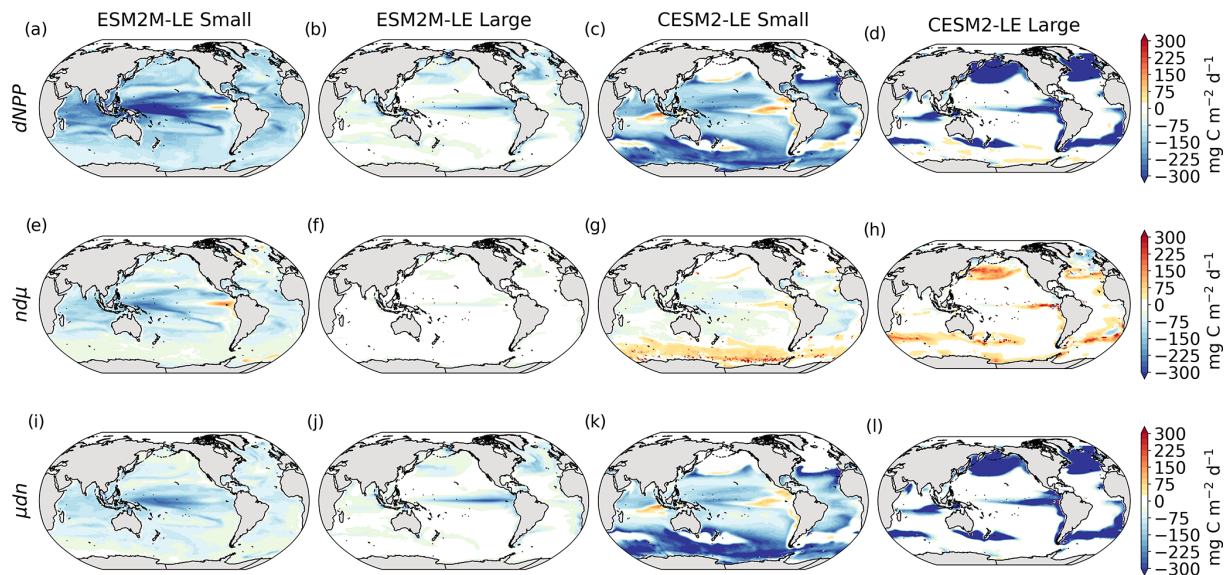 ESM2M-LE Small
ESM2M-LE Large
CESM2-LE Small
CESM2-LE Large
(a)
(b)
(c)
(d)
dNPP
300
225
150
75
0
−75
−150
−225
−300
mg C m⁻² d⁻¹
(e)
(f)
(g)
(h)
ndμ
300
225
150
75
0
−75
−150
−225
−300
mg C m⁻² d⁻¹
(i)
(j)
(k)
(l)
μdn
300
225
150
75
0
−75
−150
−225
−300
mg C m⁻² d⁻¹